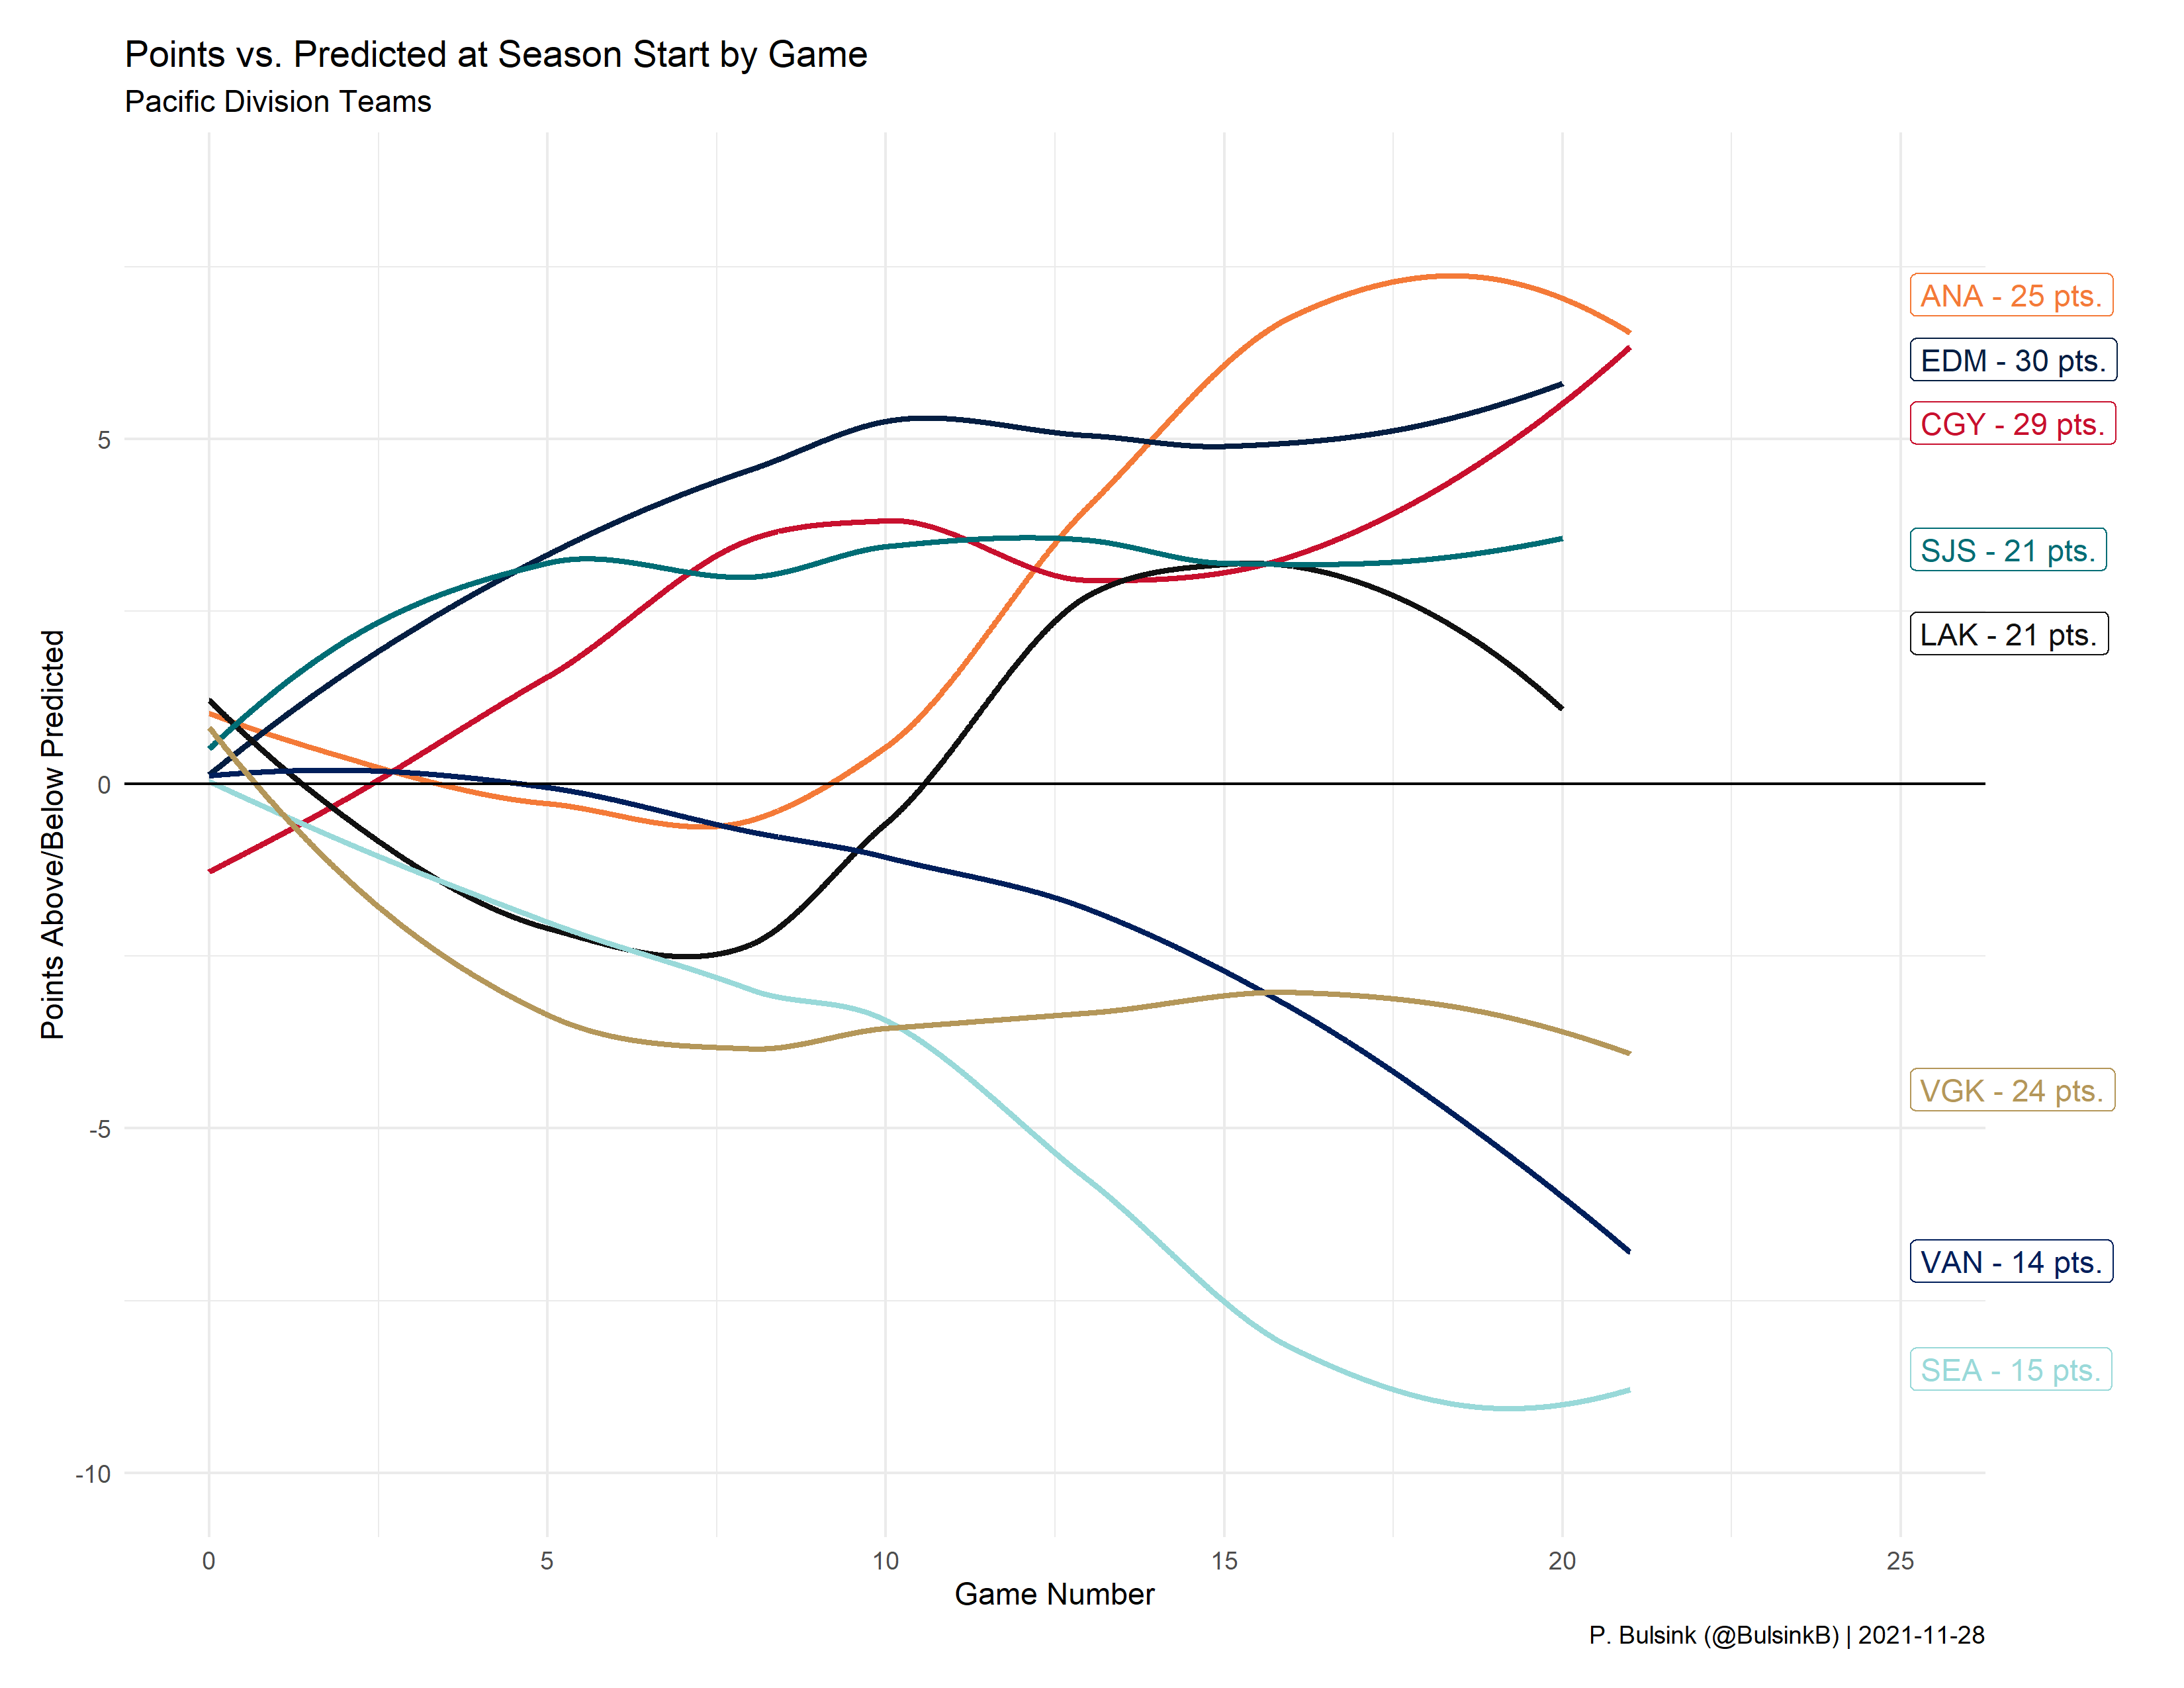 Points vs. Predicted at Season Start by Game
Pacific Division Teams
Points Above/Below Predicted
5
0
-5
-10
ANA - 25 pts.
EDM - 30 pts.
CGY - 29 pts.
SJS - 21 pts.
LAK - 21 pts.
VGK - 24 pts.
VAN - 14 pts.
SEA - 15 pts.
0 5 10 15 20 25
Game Number
P. Bulsink (@BulsinkB) | 2021-11-28